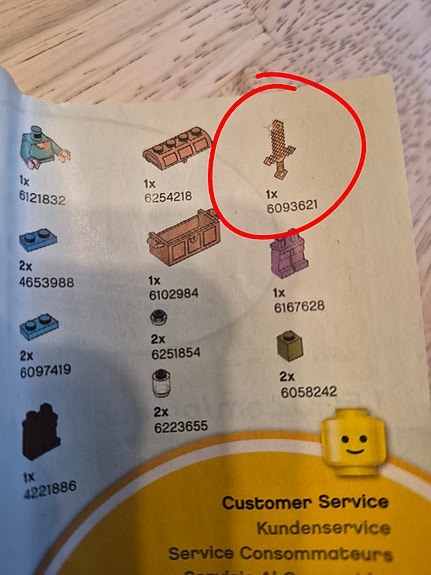 1x
6121832
1x
6254218
1x
6093621
2x
4653988
1x
6102984
1x
6167628
2x
6097419
2x
6251854
2x
6058242
2x
6223655
1x
4221886
Customer Service
Kundenservice
Service Consommateurs